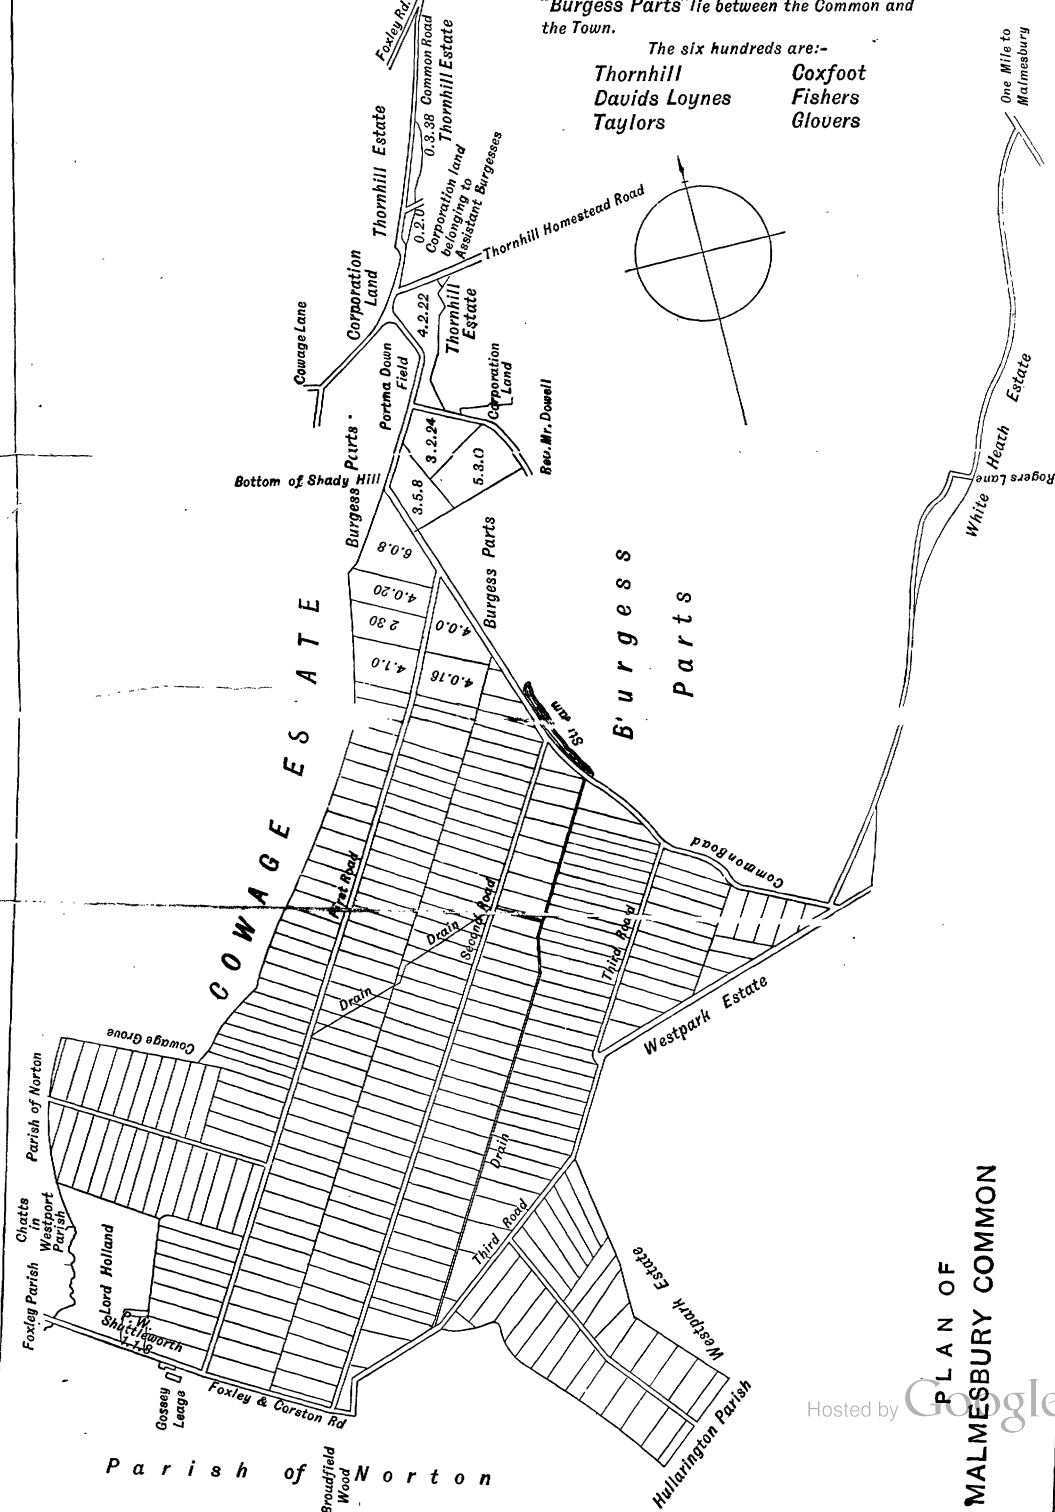 "Burgess Parts" lie between the Common and
the Town.
The six hundreds are:-
Thornhill
Coxfoot
Davids Loynes
Fishers
Taylors
Glovers
Foxley Rd.
0.3.38 Common Road
Thornhill Estate
Thornhill Estate
0.2.0
Corporation land
belonging to
Assistant Burgesses
Thornhill Homestead Road
One Mile to
Malmesbury
Corporation
Land
4.2.22
Thornhill
Estate
Cowage Lane
Portma Down
Field
Corporation
Land
Rev. Mr. Dowell
3.2.24
5.3.0
3.5.8
Burgess Parts
Bottom of Shady Hill
White Heath Estate
Rogers Lane
6.0.8
4.0.20
2 30
4.1.0
4.0.0
4.0.16
Burgess Parts
Burgess
Parts
Stream
COWAGE ESTATE
First Road
Second Road
Third Road
Common Road
Drain
Drain
Westpark Estate
Cowage Grove
Parish of Norton
Drain
Third Road
Chatts
in
Westport
Parish
Foxley Parish
Lord Holland
P. W.
Shuttleworth
1.1.8
Gossey
Leage
Foxley & Corston Rd
Westpark Estate
Hullarington Parish
Parish of Norton
Broudfield
Wood
PLAN OF
MALMESBURY COMMON
Hosted by Google